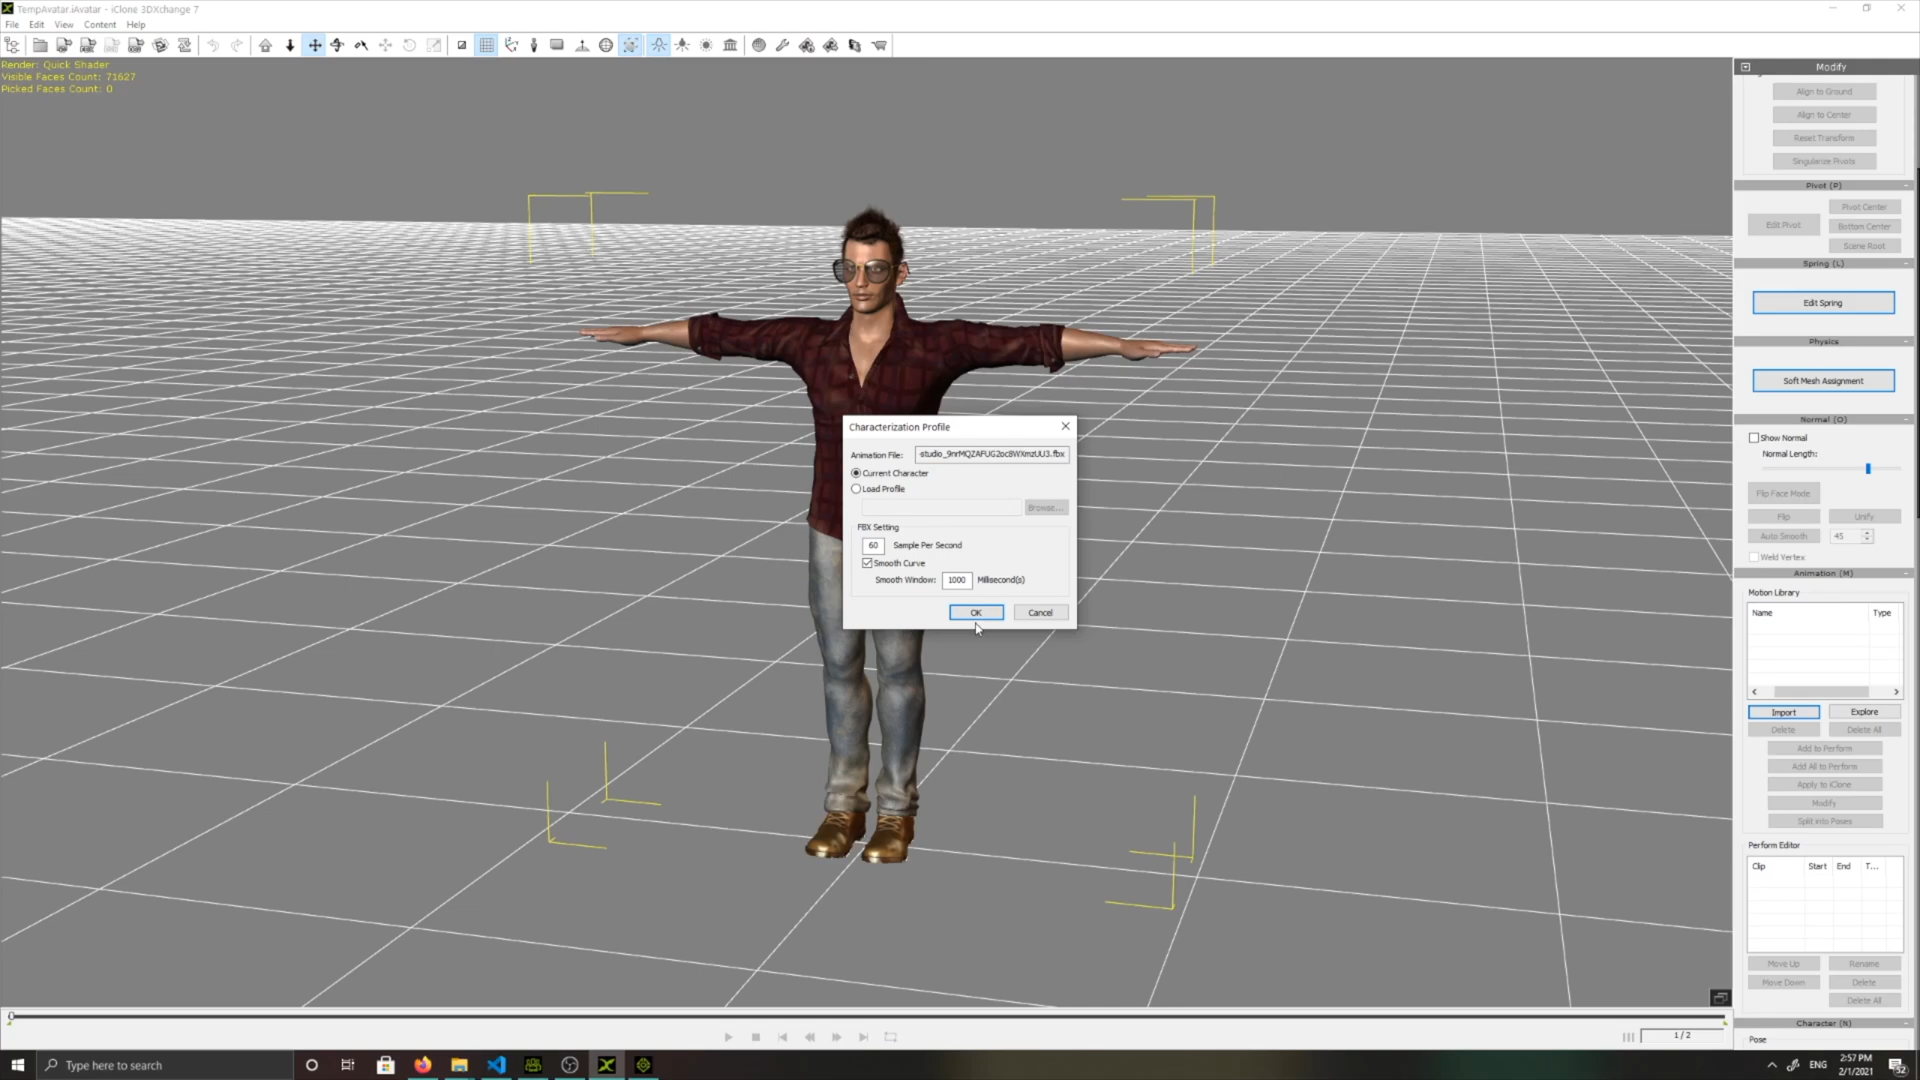 TempAvatar.iAvatar - iClone 3DXchange 7
File Edit View Content Help
Render: Quick Shader
Visible Faces Count: 71627
Picked Faces Count: 0
Modify
Align to Ground
Align to Center
Reset Transform
Singularize Pivots
Pivot (P)
Edit Pivot
Pivot Center
Bottom Center
Scene Root
Spring (L)
Edit Spring
Physics
Soft Mesh Assignment
Normal (O)
Show Normal
Normal Length:
Flip Face Mode
Flip Unify
Auto Smooth 45
Weld Vertex
Animation (M)
Motion Library
Name Type
Import Explore
Delete Delete All
Add to Perform
Add All to Perform
Apply to iClone
Modify
Split into Poses
Perform Editor
Clip Start End T...
Move Up Rename
Move Down Delete
Delete All
Character (N)
Pose
Characterization Profile
Animation File: -studio_9nrMQZAFUG2oc8WXmzUU3.fbx
Current Character
Load Profile
Browse...
FBX Setting
60 Sample Per Second
Smooth Curve
Smooth Window: 1000 Millisecond(s)
OK Cancel
1 / 2
Type here to search
ENG
2:57 PM
2/1/2021
52